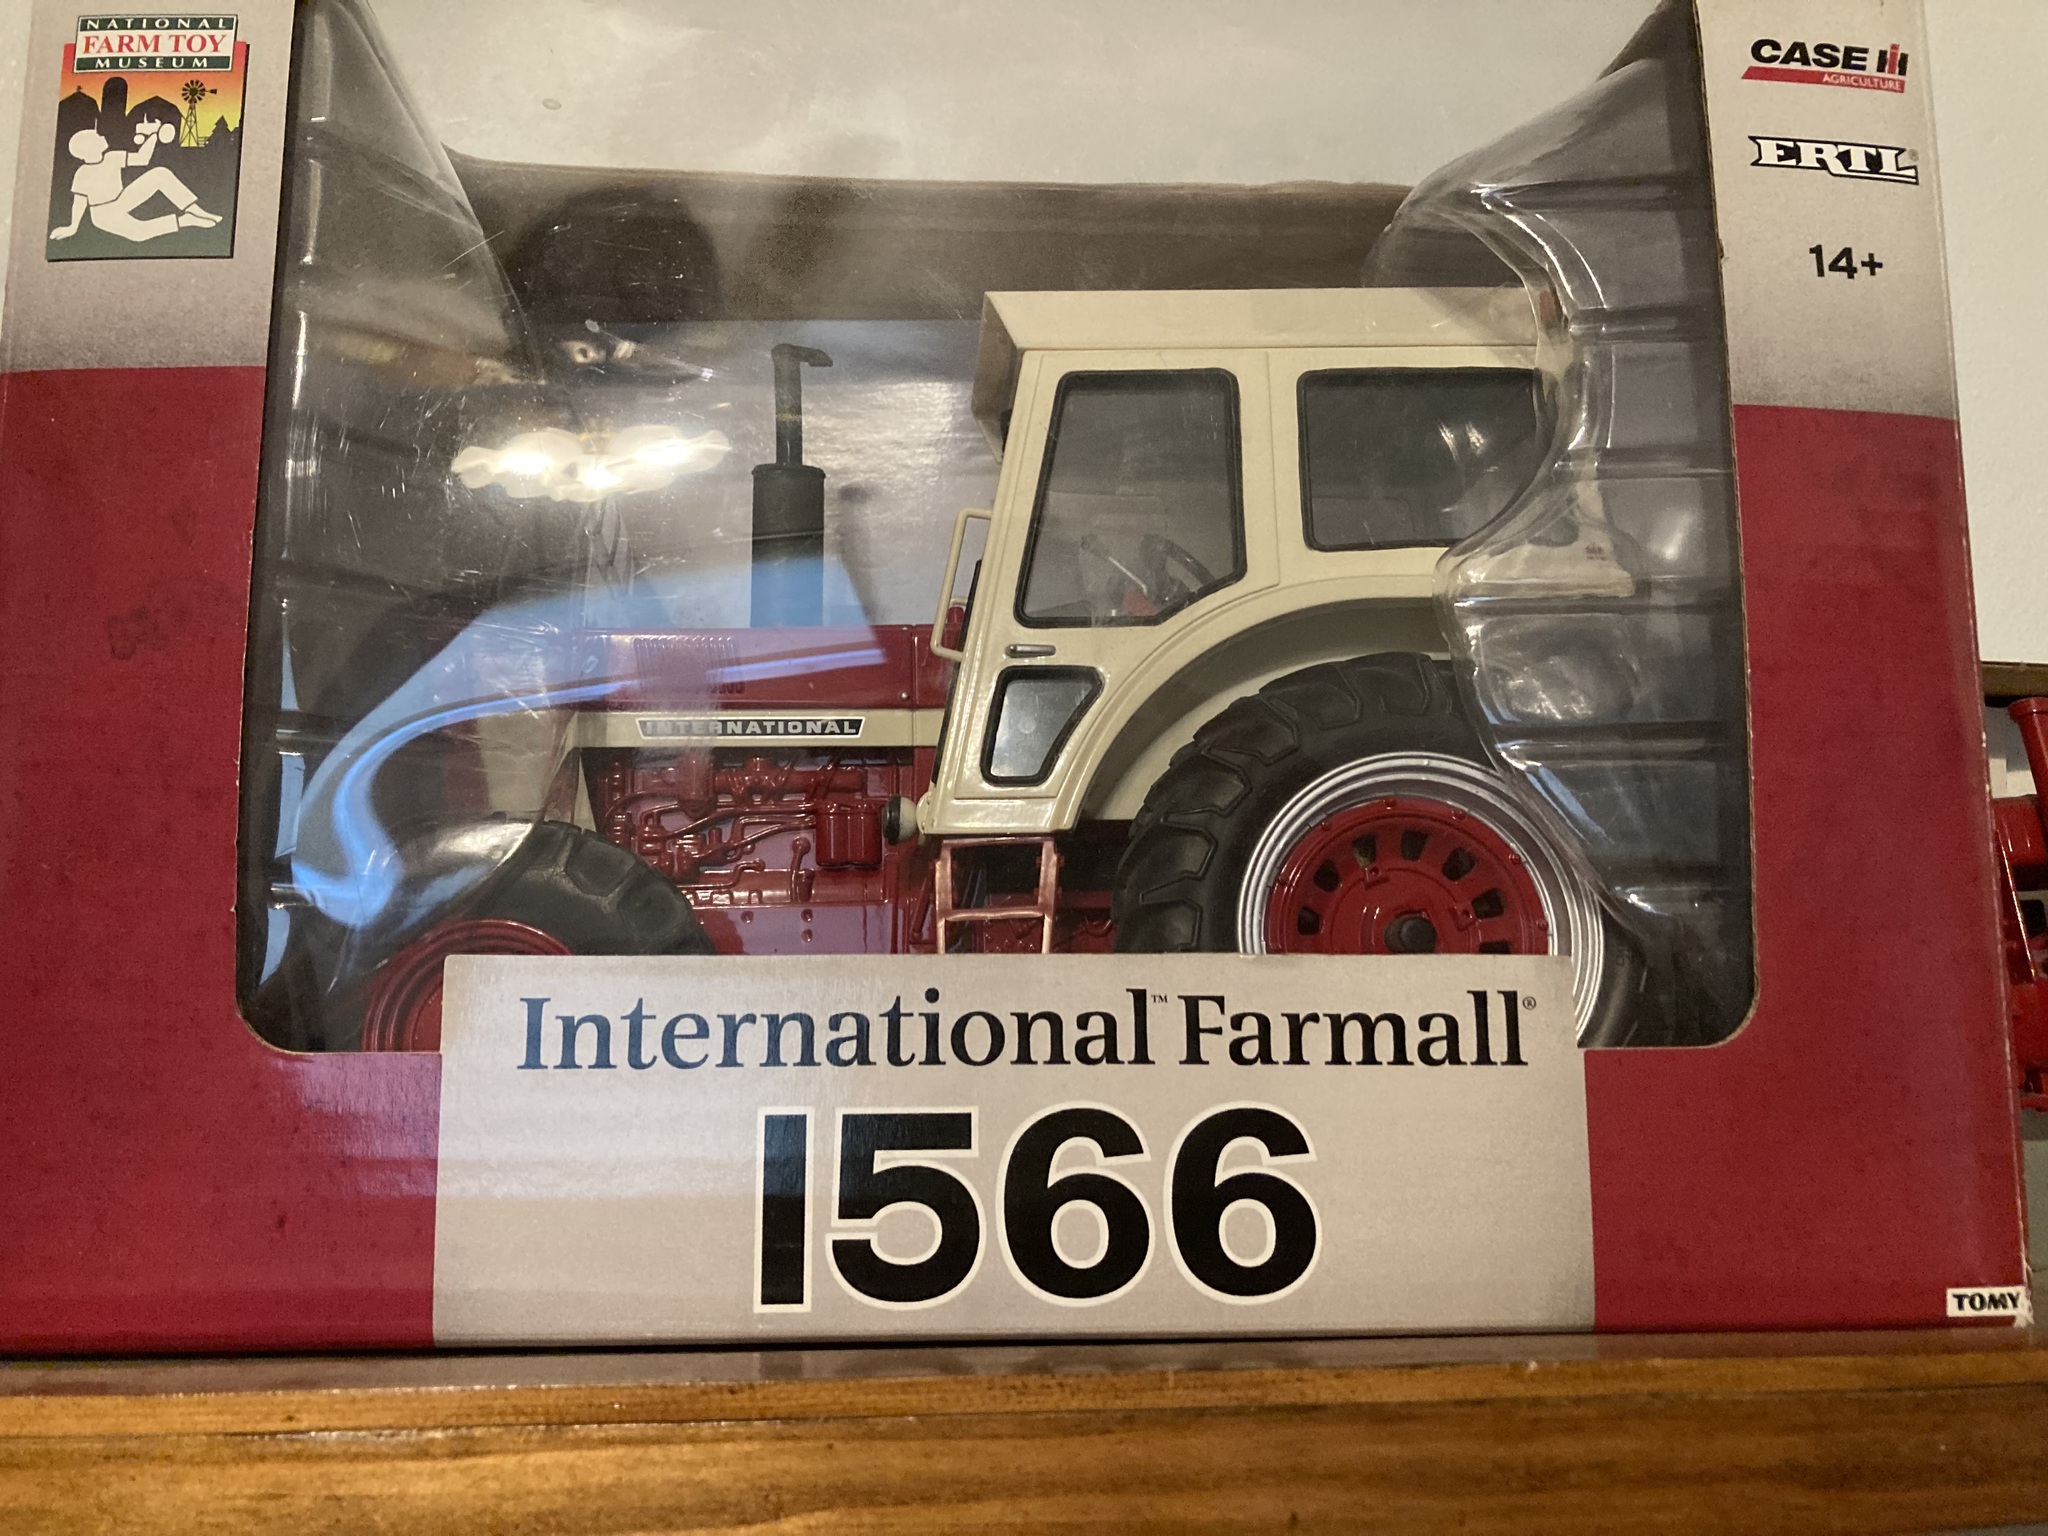 NATIONAL
FARM TOY
MUSEUM
CASE IH
AGRICULTURE
ERTL®
14+
INTERNATIONAL
International™ Farmall®
1566
TOMY